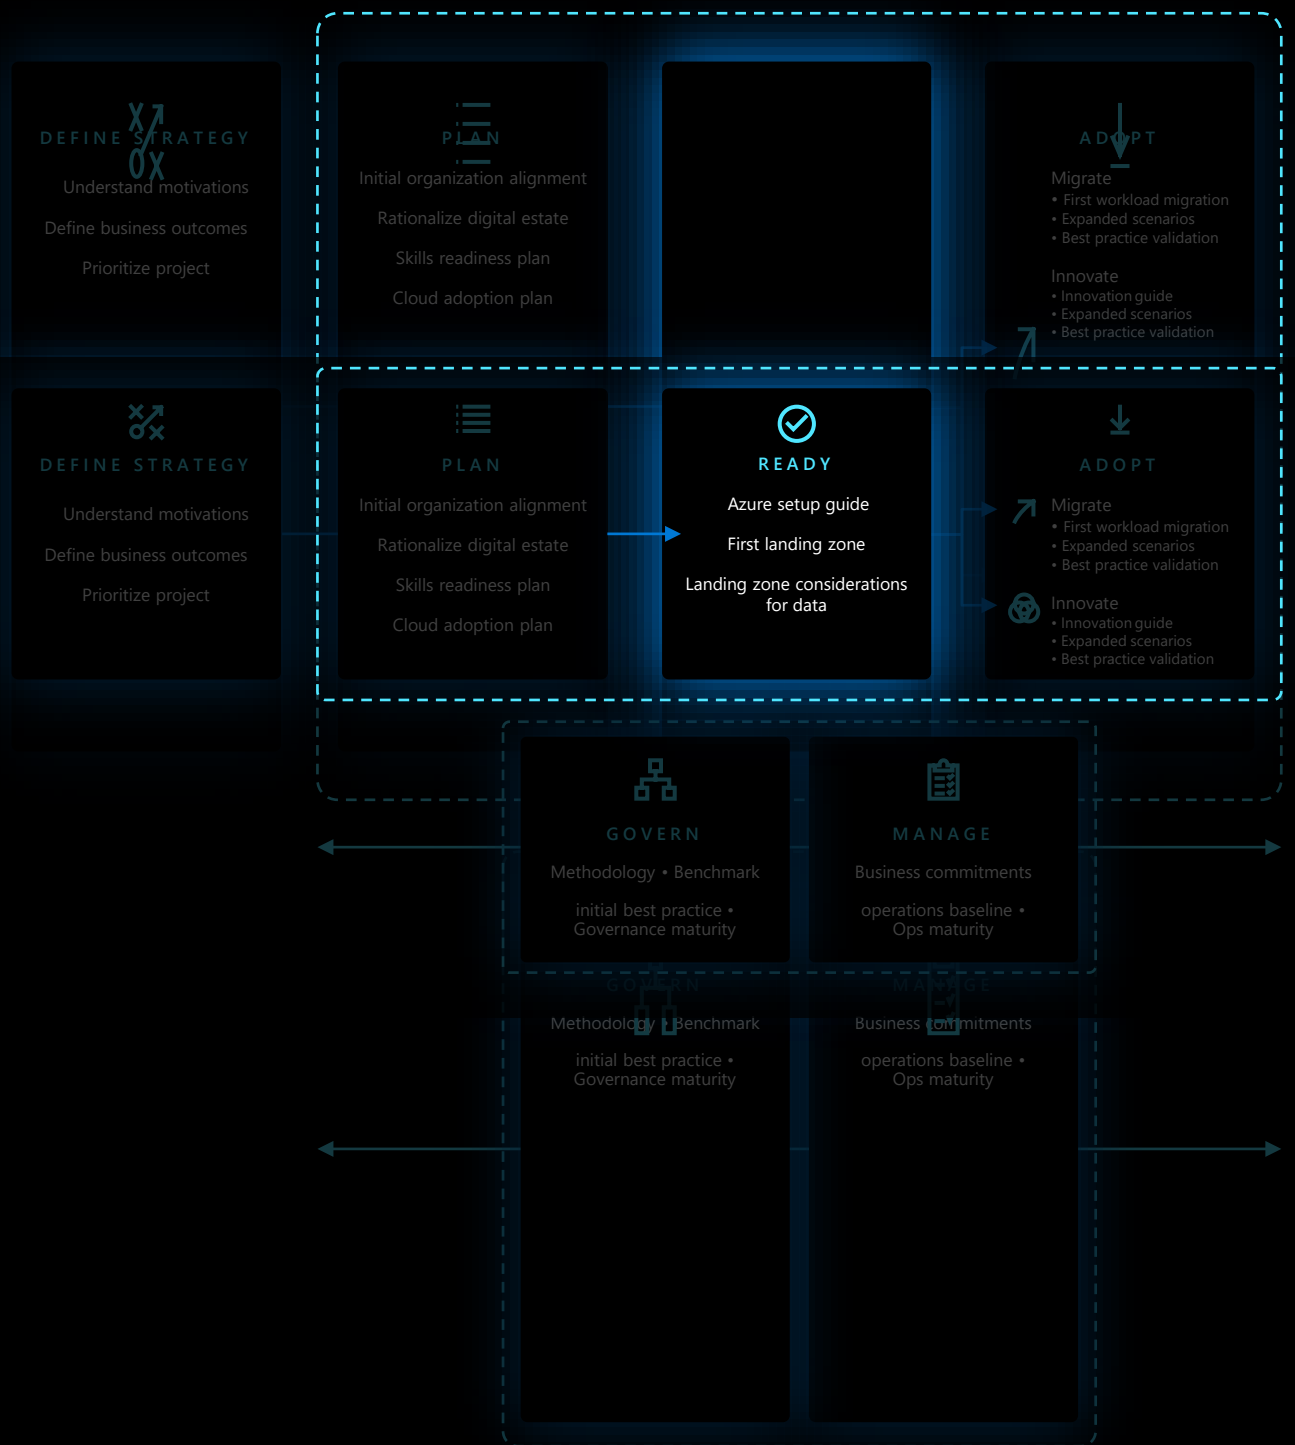 DEFINE STRATEGY
Understand motivations
Define business outcomes
Prioritize project
PLAN
Initial organization alignment
Rationalize digital estate
Skills readiness plan
Cloud adoption plan
ADOPT
Migrate
• First workload migration
• Expanded scenarios
• Best practice validation
Innovate
• Innovation guide
• Expanded scenarios
• Best practice validation
DEFINE STRATEGY
Understand motivations
Define business outcomes
Prioritize project
PLAN
Initial organization alignment
Rationalize digital estate
Skills readiness plan
Cloud adoption plan
READY
Azure setup guide
First landing zone
Landing zone considerations
for data
ADOPT
Migrate
• First workload migration
• Expanded scenarios
• Best practice validation
Innovate
• Innovation guide
• Expanded scenarios
• Best practice validation
GOVERN
Methodology • Benchmark
initial best practice •
Governance maturity
MANAGE
Business commitments
operations baseline •
Ops maturity
GOVERN
Methodology • Benchmark
initial best practice •
Governance maturity
MANAGE
Business commitments
operations baseline •
Ops maturity